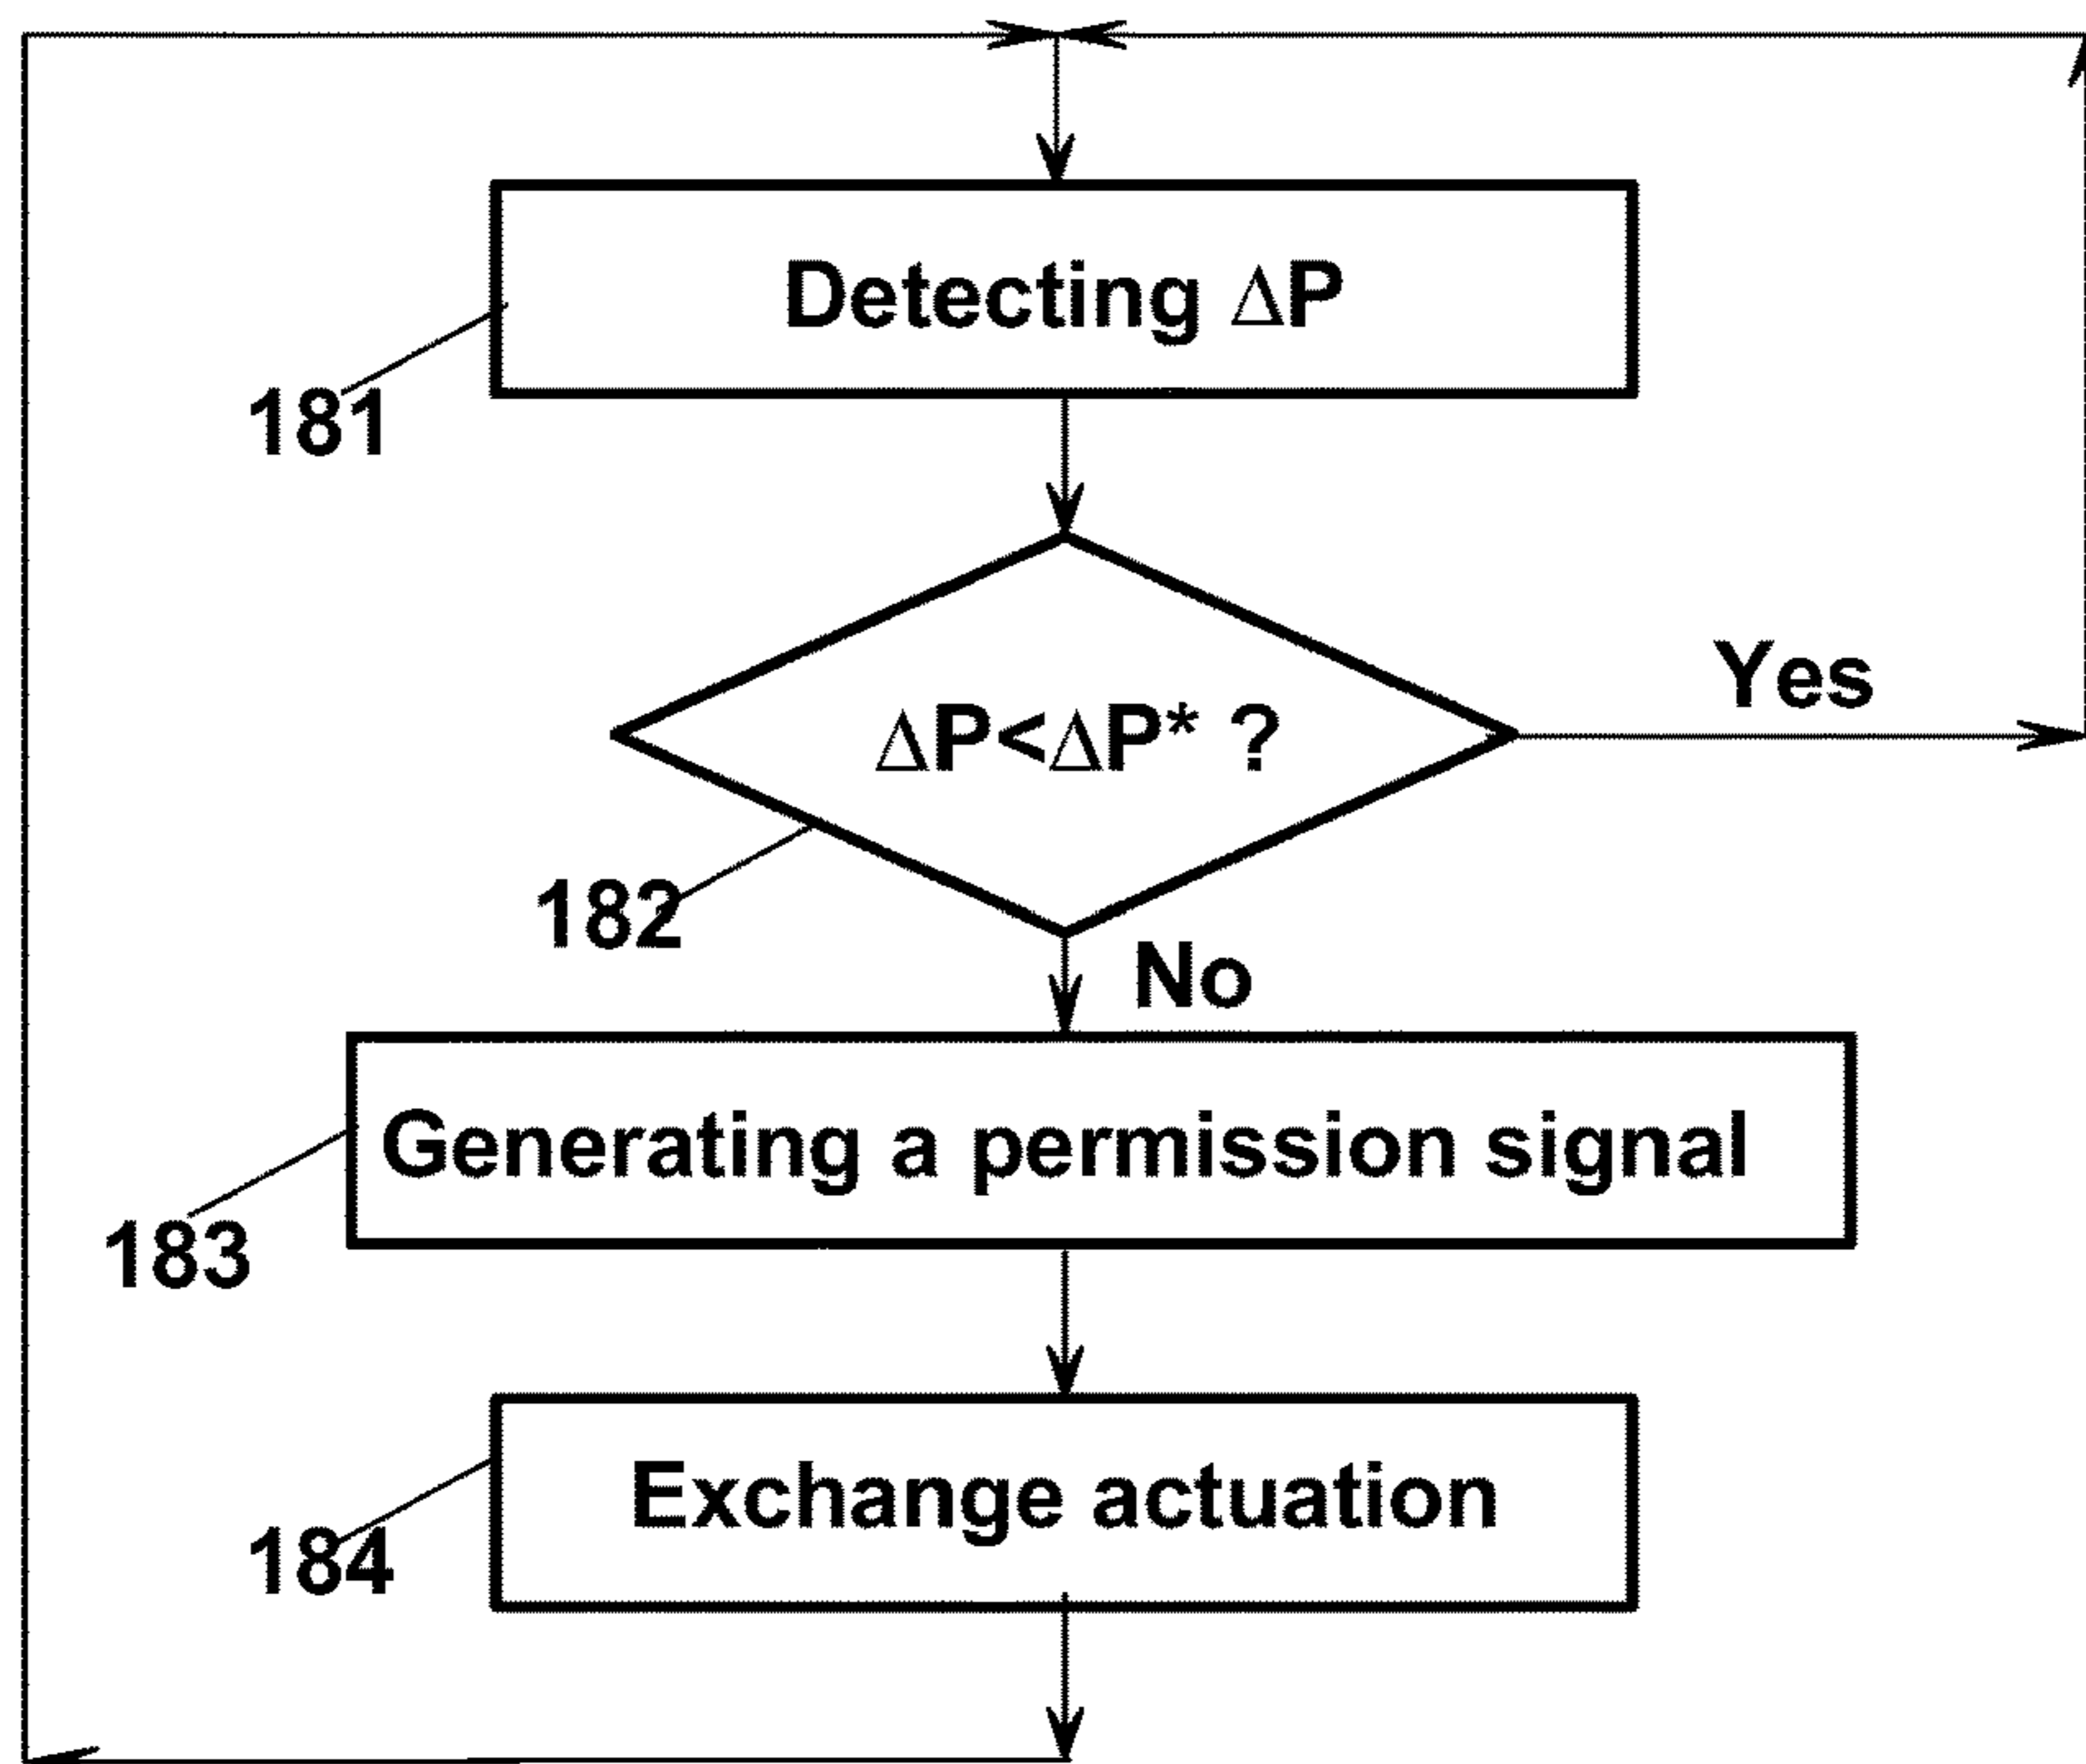 Detecting ΔP
181
ΔP<ΔP* ?
Yes
182
No
Generating a permission signal
183
Exchange actuation
184